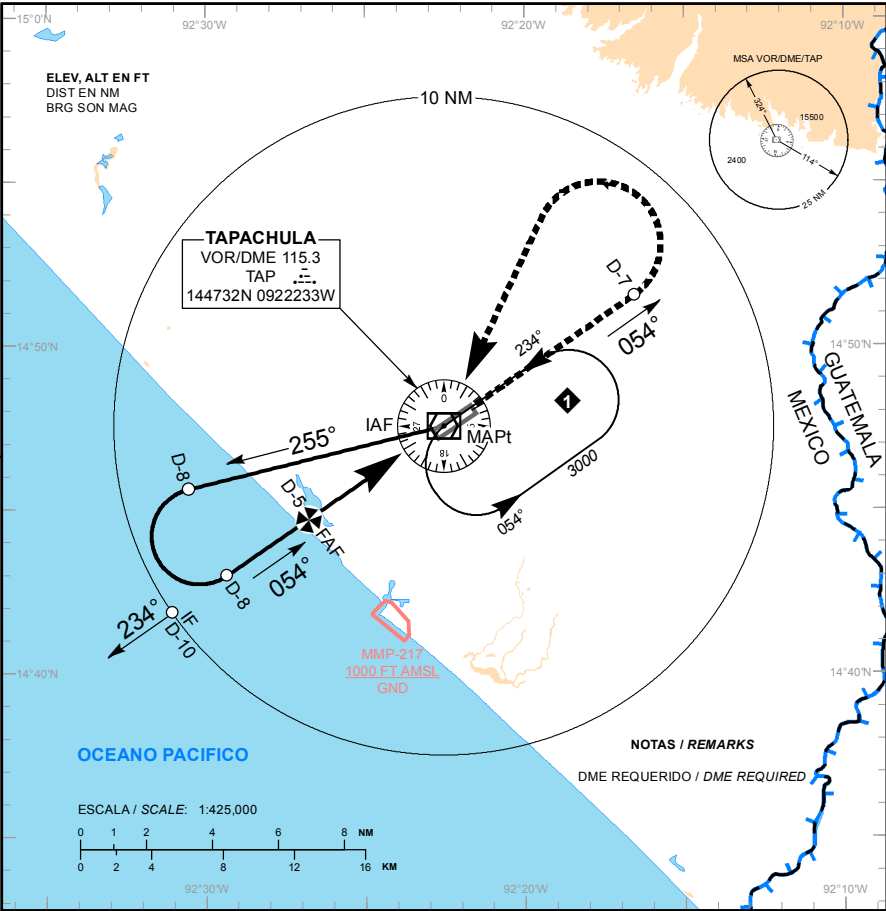 15°0'N
92°30'W
92°20'W
92°10'W
ELEV, ALT EN FT
DIST EN NM
BRG SON MAG
MSA VOR/DME/TAP
324°
15500
2400
114°
25 NM
10 NM
TAPACHULA
VOR/DME 115.3
TAP
144732N 0922233W
D-7
054°
234°
14°50'N
14°50'N
GUATEMALA
MEXICO
1
IAF
0
27
18
MAPt
3000
054°
255°
D-8
D-5
FAF
D-8
054°
234°
IF
D-10
MMP-217
1000 FT AMSL
GND
14°40'N
14°40'N
OCEANO PACIFICO
NOTAS / REMARKS
DME REQUERIDO / DME REQUIRED
ESCALA / SCALE: 1:425,000
0 1 2 4 6 8 NM
0 2 4 8 12 16 KM
92°30'W
92°20'W
92°10'W